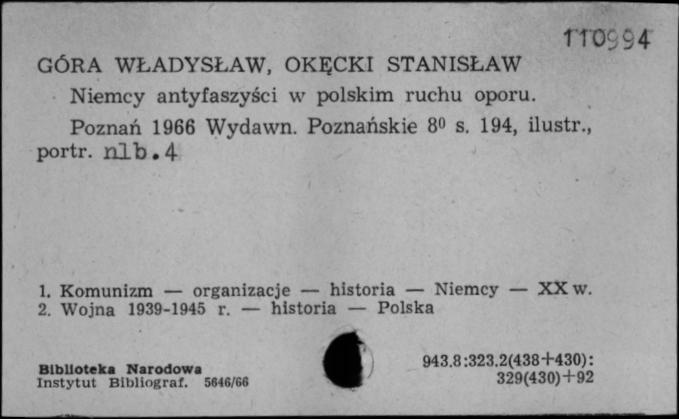 110994
GÓRA WŁADYSŁAW, OKĘCKI STANISŁAW
Niemcy antyfaszyści w polskim ruchu oporu.
Poznań 1966 Wydawn. Poznańskie 8⁰ s. 194, ilustr.,
portr. nlb.4
1. Komunizm — organizacje — historia — Niemcy — XX w.
2. Wojna 1939-1945 r. — historia — Polska
Biblioteka Narodowa
Instytut Bibliograf. 5646/66
943.8:323.2(438+430):
329(430)+92